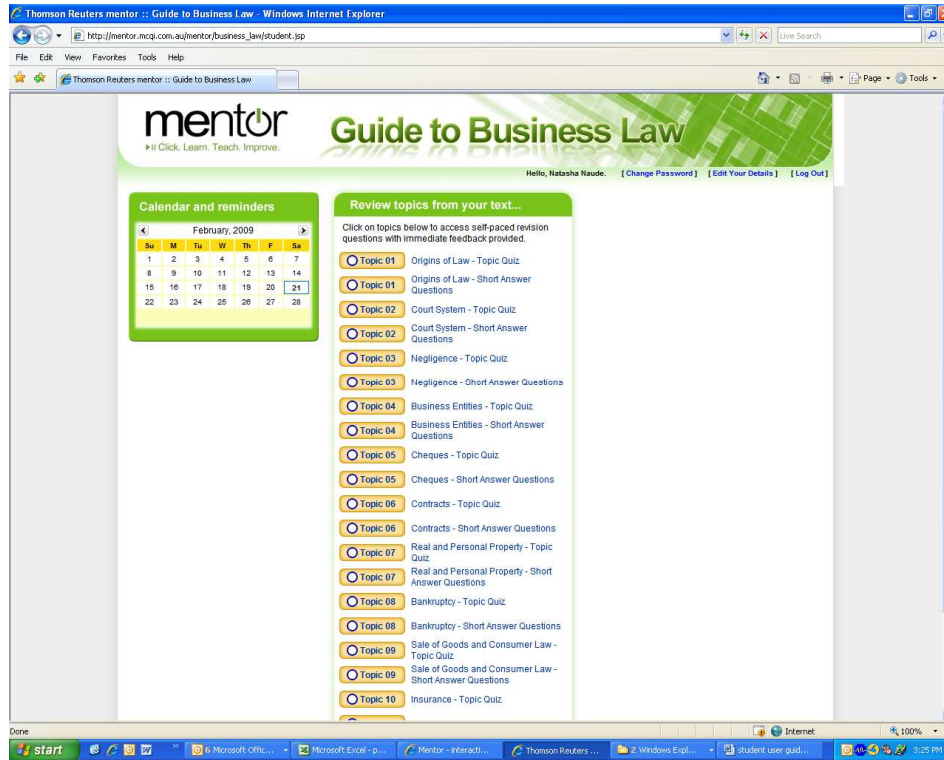 Thomson Reuters mentor :: Guide to Business Law - Windows Internet Explorer
http://mentor.mcqi.com.au/mentor/business_law/student.jsp
Live Search
File Edit View Favorites Tools Help
Thomson Reuters mentor :: Guide to Business Law
Page Tools
mentor
Click. Learn. Teach. Improve.
Guide to Business Law
Hello, Natasha Naude. [Change Password] [Edit Your Details] [Log Out]
Calendar and reminders
February, 2009
Su M Tu W Th F Sa
1 2 3 4 5 6 7
8 9 10 11 12 13 14
15 16 17 18 19 20 21
22 23 24 25 26 27 28
Review topics from your text...
Click on topics below to access self-paced revision
questions with immediate feedback provided.
Topic 01 Origins of Law - Topic Quiz
Topic 01 Origins of Law - Short Answer
Questions
Topic 02 Court System - Topic Quiz
Topic 02 Court System - Short Answer
Questions
Topic 03 Negligence - Topic Quiz
Topic 03 Negligence - Short Answer Questions
Topic 04 Business Entities - Topic Quiz
Topic 04 Business Entities - Short Answer
Questions
Topic 05 Cheques - Topic Quiz
Topic 05 Cheques - Short Answer Questions
Topic 06 Contracts - Topic Quiz
Topic 06 Contracts - Short Answer Questions
Topic 07 Real and Personal Property - Topic
Quiz
Topic 07 Real and Personal Property - Short
Answer Questions
Topic 08 Bankruptcy - Topic Quiz
Topic 08 Bankruptcy - Short Answer Questions
Topic 09 Sale of Goods and Consumer Law -
Topic Quiz
Topic 09 Sale of Goods and Consumer Law -
Short Answer Questions
Topic 10 Insurance - Topic Quiz
Done Internet 100%
start 6 Microsoft Offic... Microsoft Excel - p... Mentor - interacti... Thomson Reuters ... 2 Windows Expl... student user guid... 3:25 PM